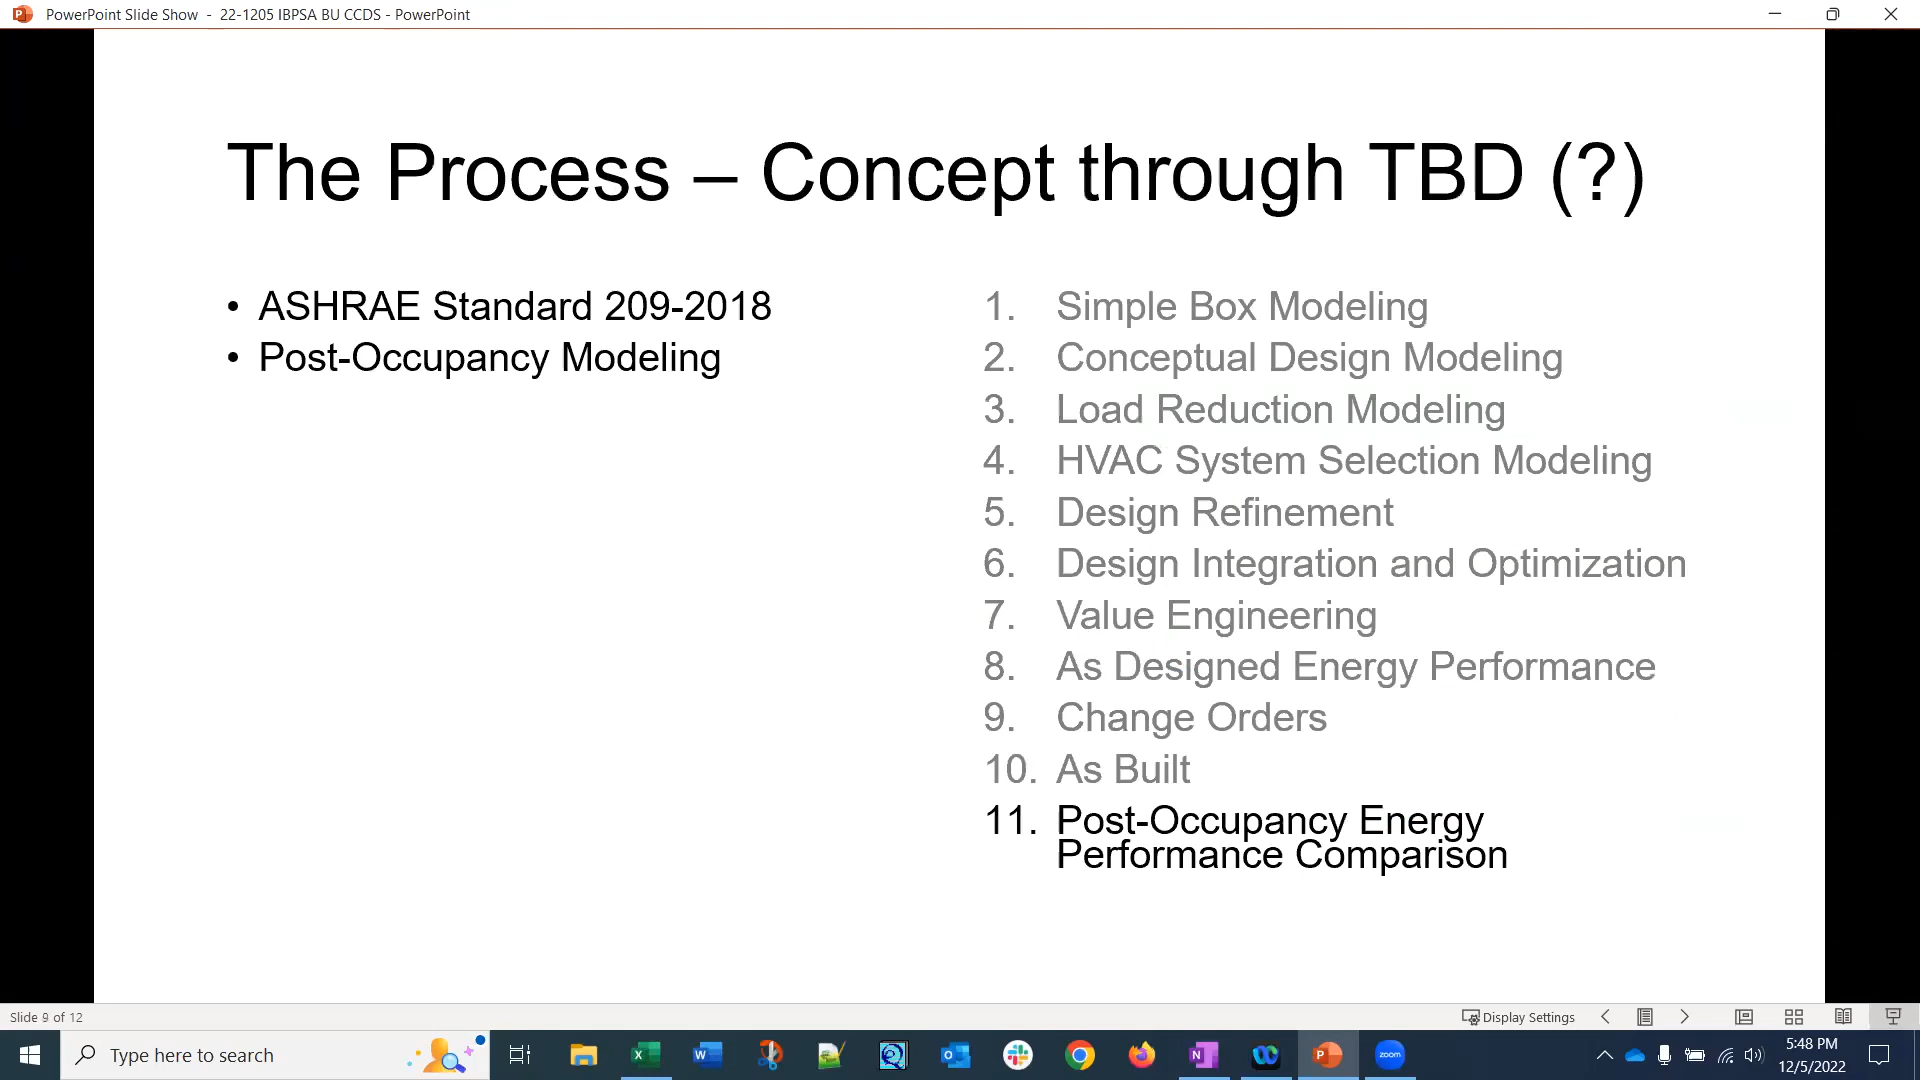 PowerPoint Slide Show - 22-1205 IBPSA BU CCDS - PowerPoint
The Process – Concept through TBD (?)
• ASHRAE Standard 209-2018
• Post-Occupancy Modeling
1. Simple Box Modeling
2. Conceptual Design Modeling
3. Load Reduction Modeling
4. HVAC System Selection Modeling
5. Design Refinement
6. Design Integration and Optimization
7. Value Engineering
8. As Designed Energy Performance
9. Change Orders
10. As Built
11. Post-Occupancy Energy
Performance Comparison
Slide 9 of 12
Display Settings
Type here to search
zoom
5:48 PM
12/5/2022